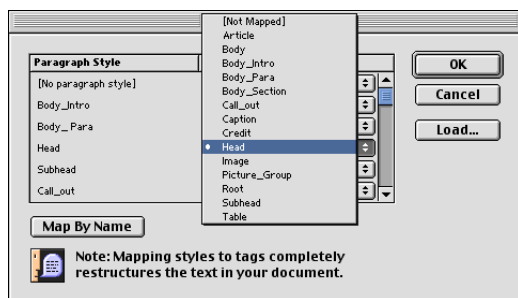 [Not Mapped]
Article
Body
Body_Intro
Body_Para
Body_Section
Call_out
Caption
Credit
Head
Image
Picture_Group
Root
Subhead
Table
Paragraph Style
[No paragraph style]
Body_Intro
Body_ Para
Head
Subhead
Call_out
OK
Cancel
Load...
Map By Name
Note: Mapping styles to tags completely
restructures the text in your document.